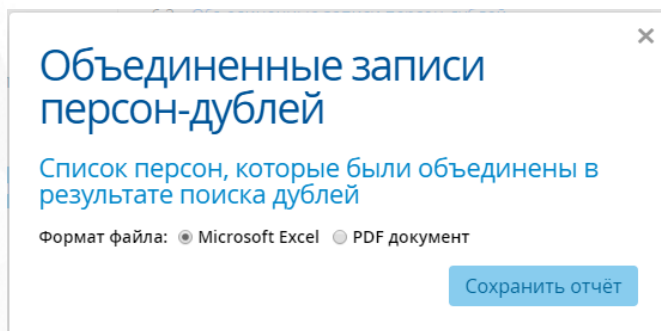 Объединенные записи
персон-дублей
Список персон, которые были объединены в
результате поиска дублей
Формат файла: Microsoft Excel PDF документ
Сохранить отчёт